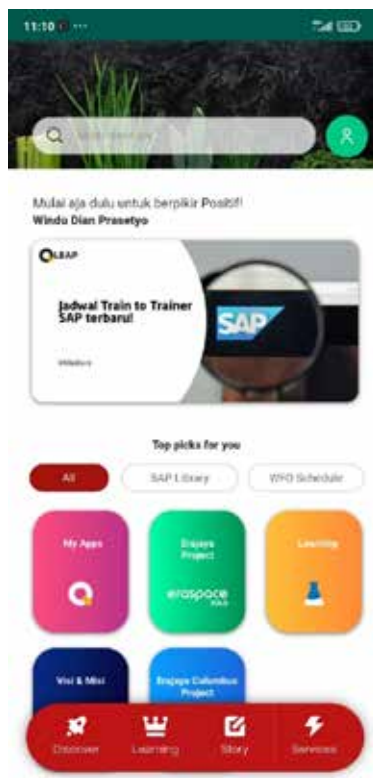 11:10
Mulai aja dulu untuk berpikir Positif!
Windu Dian Prasetyo
LEAP
Jadwal Train to Trainer
SAP terbaru!
SAP
Top picks for you
All
SAP Library
WFO Schedule
My Apps
Erajaya
Project
eraspace
Learning
Visi & Misi
Erajaya Columbus
Project
Discover
Learning
Story
Services